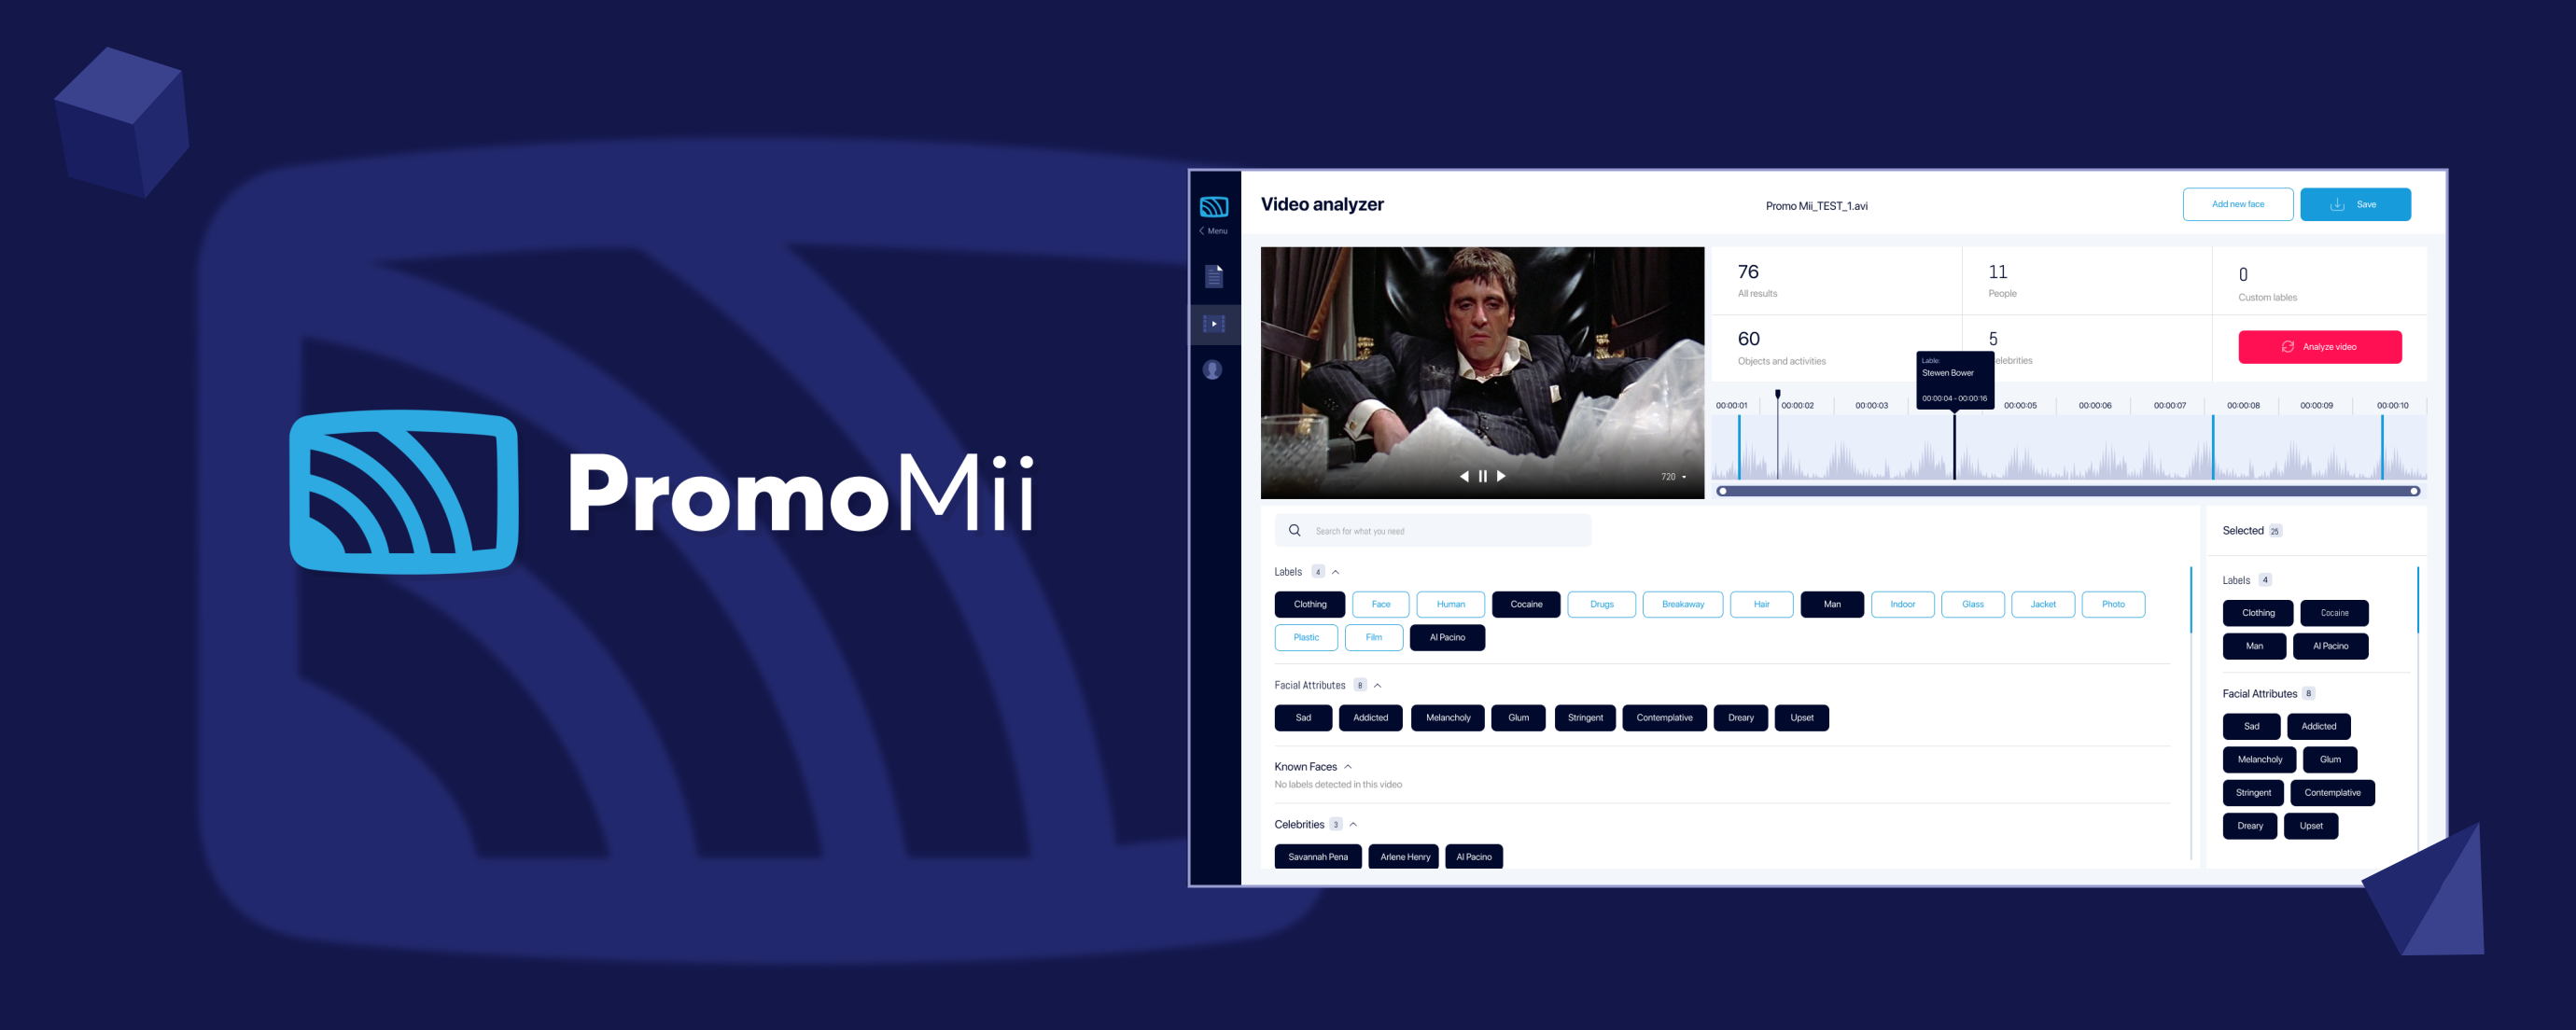 PromoMii
Menu
Video analyzer
Promo Mii_TEST_1.avi
Add new face
Save
720
76
All results
11
People
0
Custom lables
60
Objects and activities
5
elebrities
Analyze video
Lable:
Stewen Bower
00:00:04 - 00:00:16
00:00:01 00:00:02 00:00:03 00:00:05 00:00:06 00:00:07 00:00:08 00:00:09 00:00:10
Search for what you need
Labels 4
Clothing Face Human Cocaine Drugs Breakaway Hair Man Indoor Glass Jacket Photo
Plastic Film Al Pacino
Facial Attributes 8
Sad Addicted Melancholy Glum Stringent Contemplative Dreary Upset
Known Faces
No labels detected in this video
Celebrities 3
Savannah Pena Arlene Henry Al Pacino
Selected 25
Labels 4
Clothing Cocaine
Man Al Pacino
Facial Attributes 8
Sad Addicted
Melancholy Glum
Stringent Contemplative
Dreary Upset